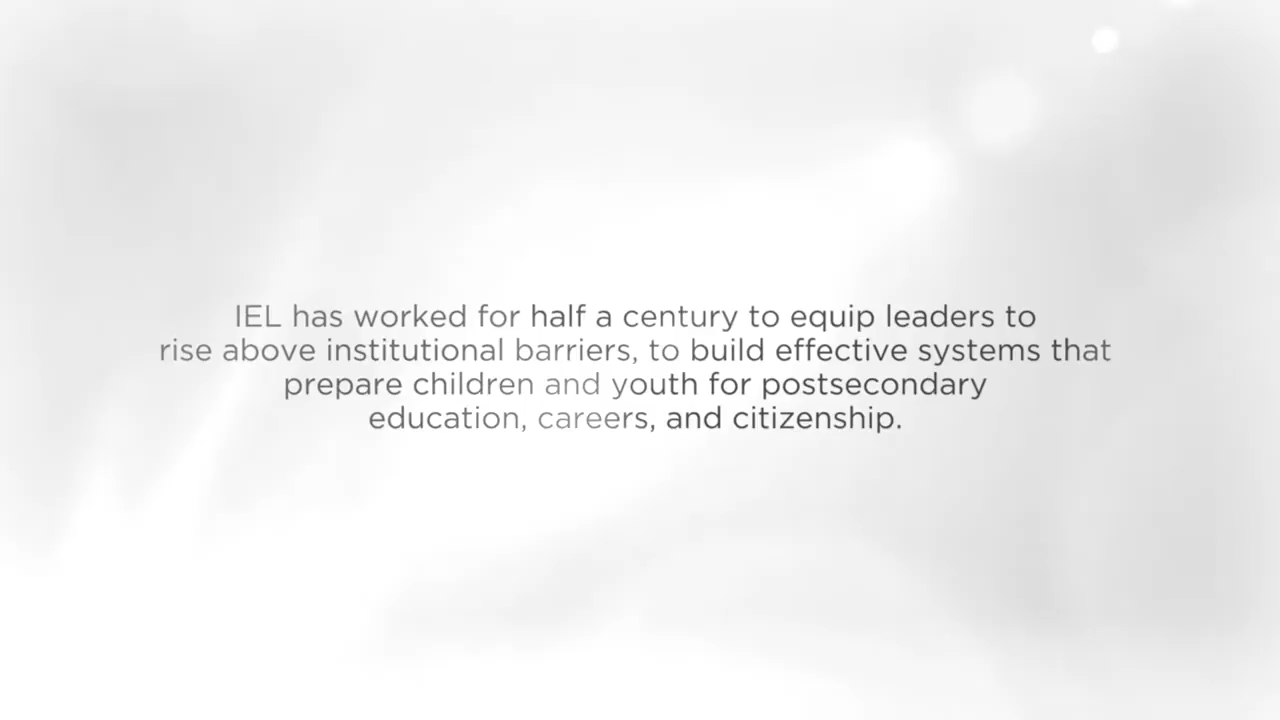 IEL has worked for half a century to equip leaders to
rise above institutional barriers, to build effective systems that
prepare children and youth for postsecondary
education, careers, and citizenship.